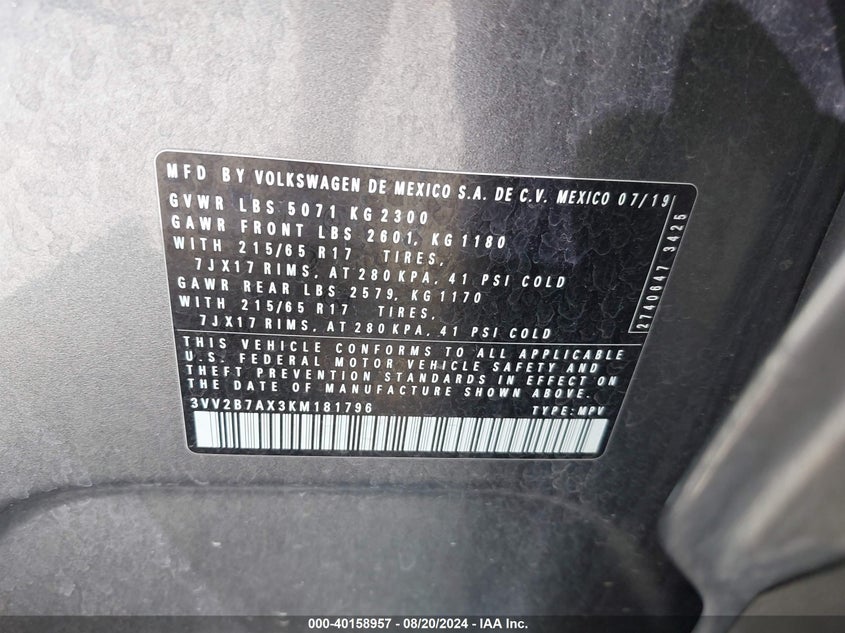 MFD BY VOLKSWAGEN DE MEXICO S.A. DE C.V. MEXICO 07/19
GVWR LBS 5071 KG 2300
GAWR FRONT LBS 2601, KG 1180
WITH 215/65 R17 TIRES,
7JX17 RIMS, AT 280 KPA, 41 PSI COLD
GAWR REAR LBS 2579, KG 1170
WITH 215/65 R17 TIRES,
7JX17 RIMS, AT 280 KPA, 41 PSI COLD
2740647 3426
THIS VEHICLE CONFORMS TO ALL APPLICABLE
U.S. FEDERAL MOTOR VEHICLE SAFETY AND
THEFT PREVENTION STANDARDS IN EFFECT ON
THE DATE OF MANUFACTURE SHOWN ABOVE.
3VV2B7AX3KM181796 TYPE: MPV
000-40158957 - 08/20/2024 - IAA Inc.